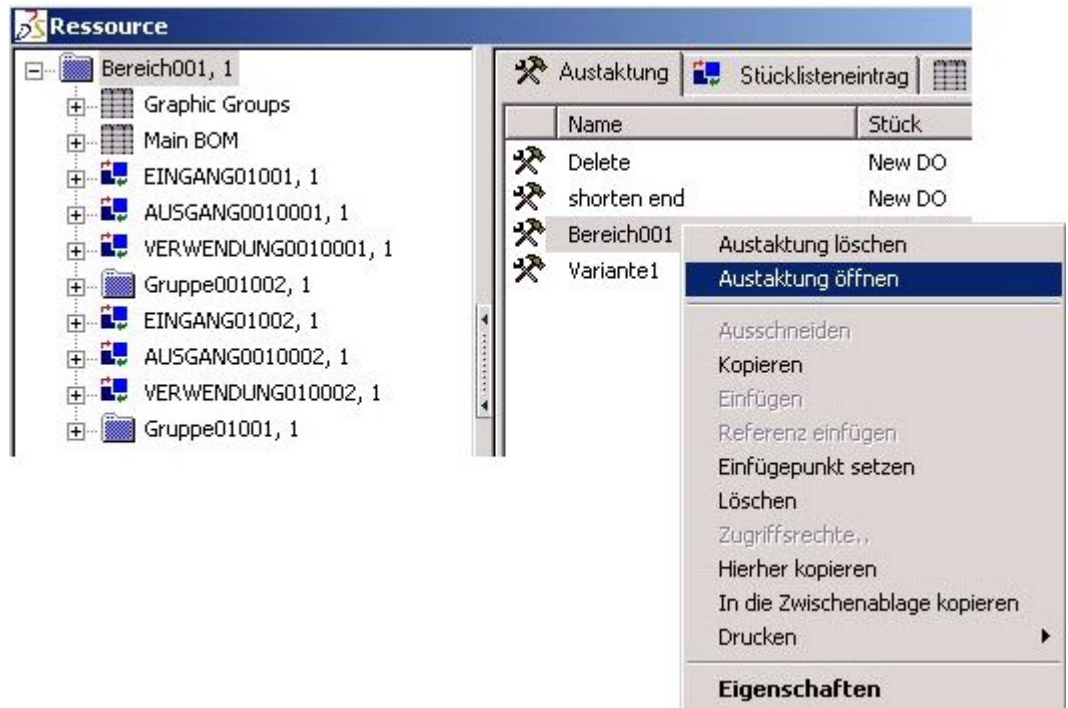 Ressource
Bereich001, 1
Graphic Groups
Main BOM
EINGANG01001, 1
AUSGANG0010001, 1
VERWENDUNG0010001, 1
Gruppe001002, 1
EINGANG01002, 1
AUSGANG0010002, 1
VERWENDUNG010002, 1
Gruppe01001, 1
Austaktung Stücklisteneintrag
Name Stück
Delete New DO
shorten end New DO
Bereich001
Variante1
Austaktung löschen
Austaktung öffnen
Ausschneiden
Kopieren
Einfügen
Referenz einfügen
Einfügepunkt setzen
Löschen
Zugriffsrechte..
Hierher kopieren
In die Zwischenablage kopieren
Drucken
Eigenschaften